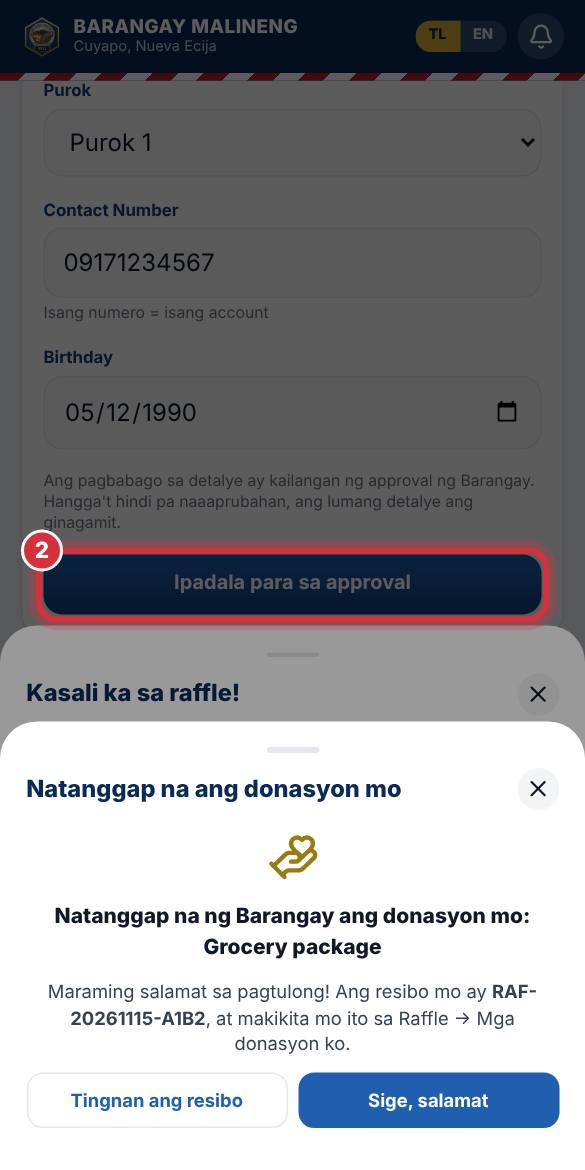 BARANGAY MALINENG
Cuyapo, Nueva Ecija
TL
EN
Purok
Purok 1
Contact Number
09171234567
Isang numero = isang account
Birthday
05/12/1990
Ang pagbabago sa detalye ay kailangan ng approval ng Barangay.
Hangga't hindi pa naaaprubahan, ang lumang detalye ang
ginagamit.
2
Ipadala para sa approval
Kasali ka sa raffle!
Natanggap na ang donasyon mo
Natanggap na ng Barangay ang donasyon mo:
Grocery package
Maraming salamat sa pagtulong! Ang resibo mo ay RAF-
20261115-A1B2, at makikita mo ito sa Raffle → Mga
donasyon ko.
Tingnan ang resibo
Sige, salamat